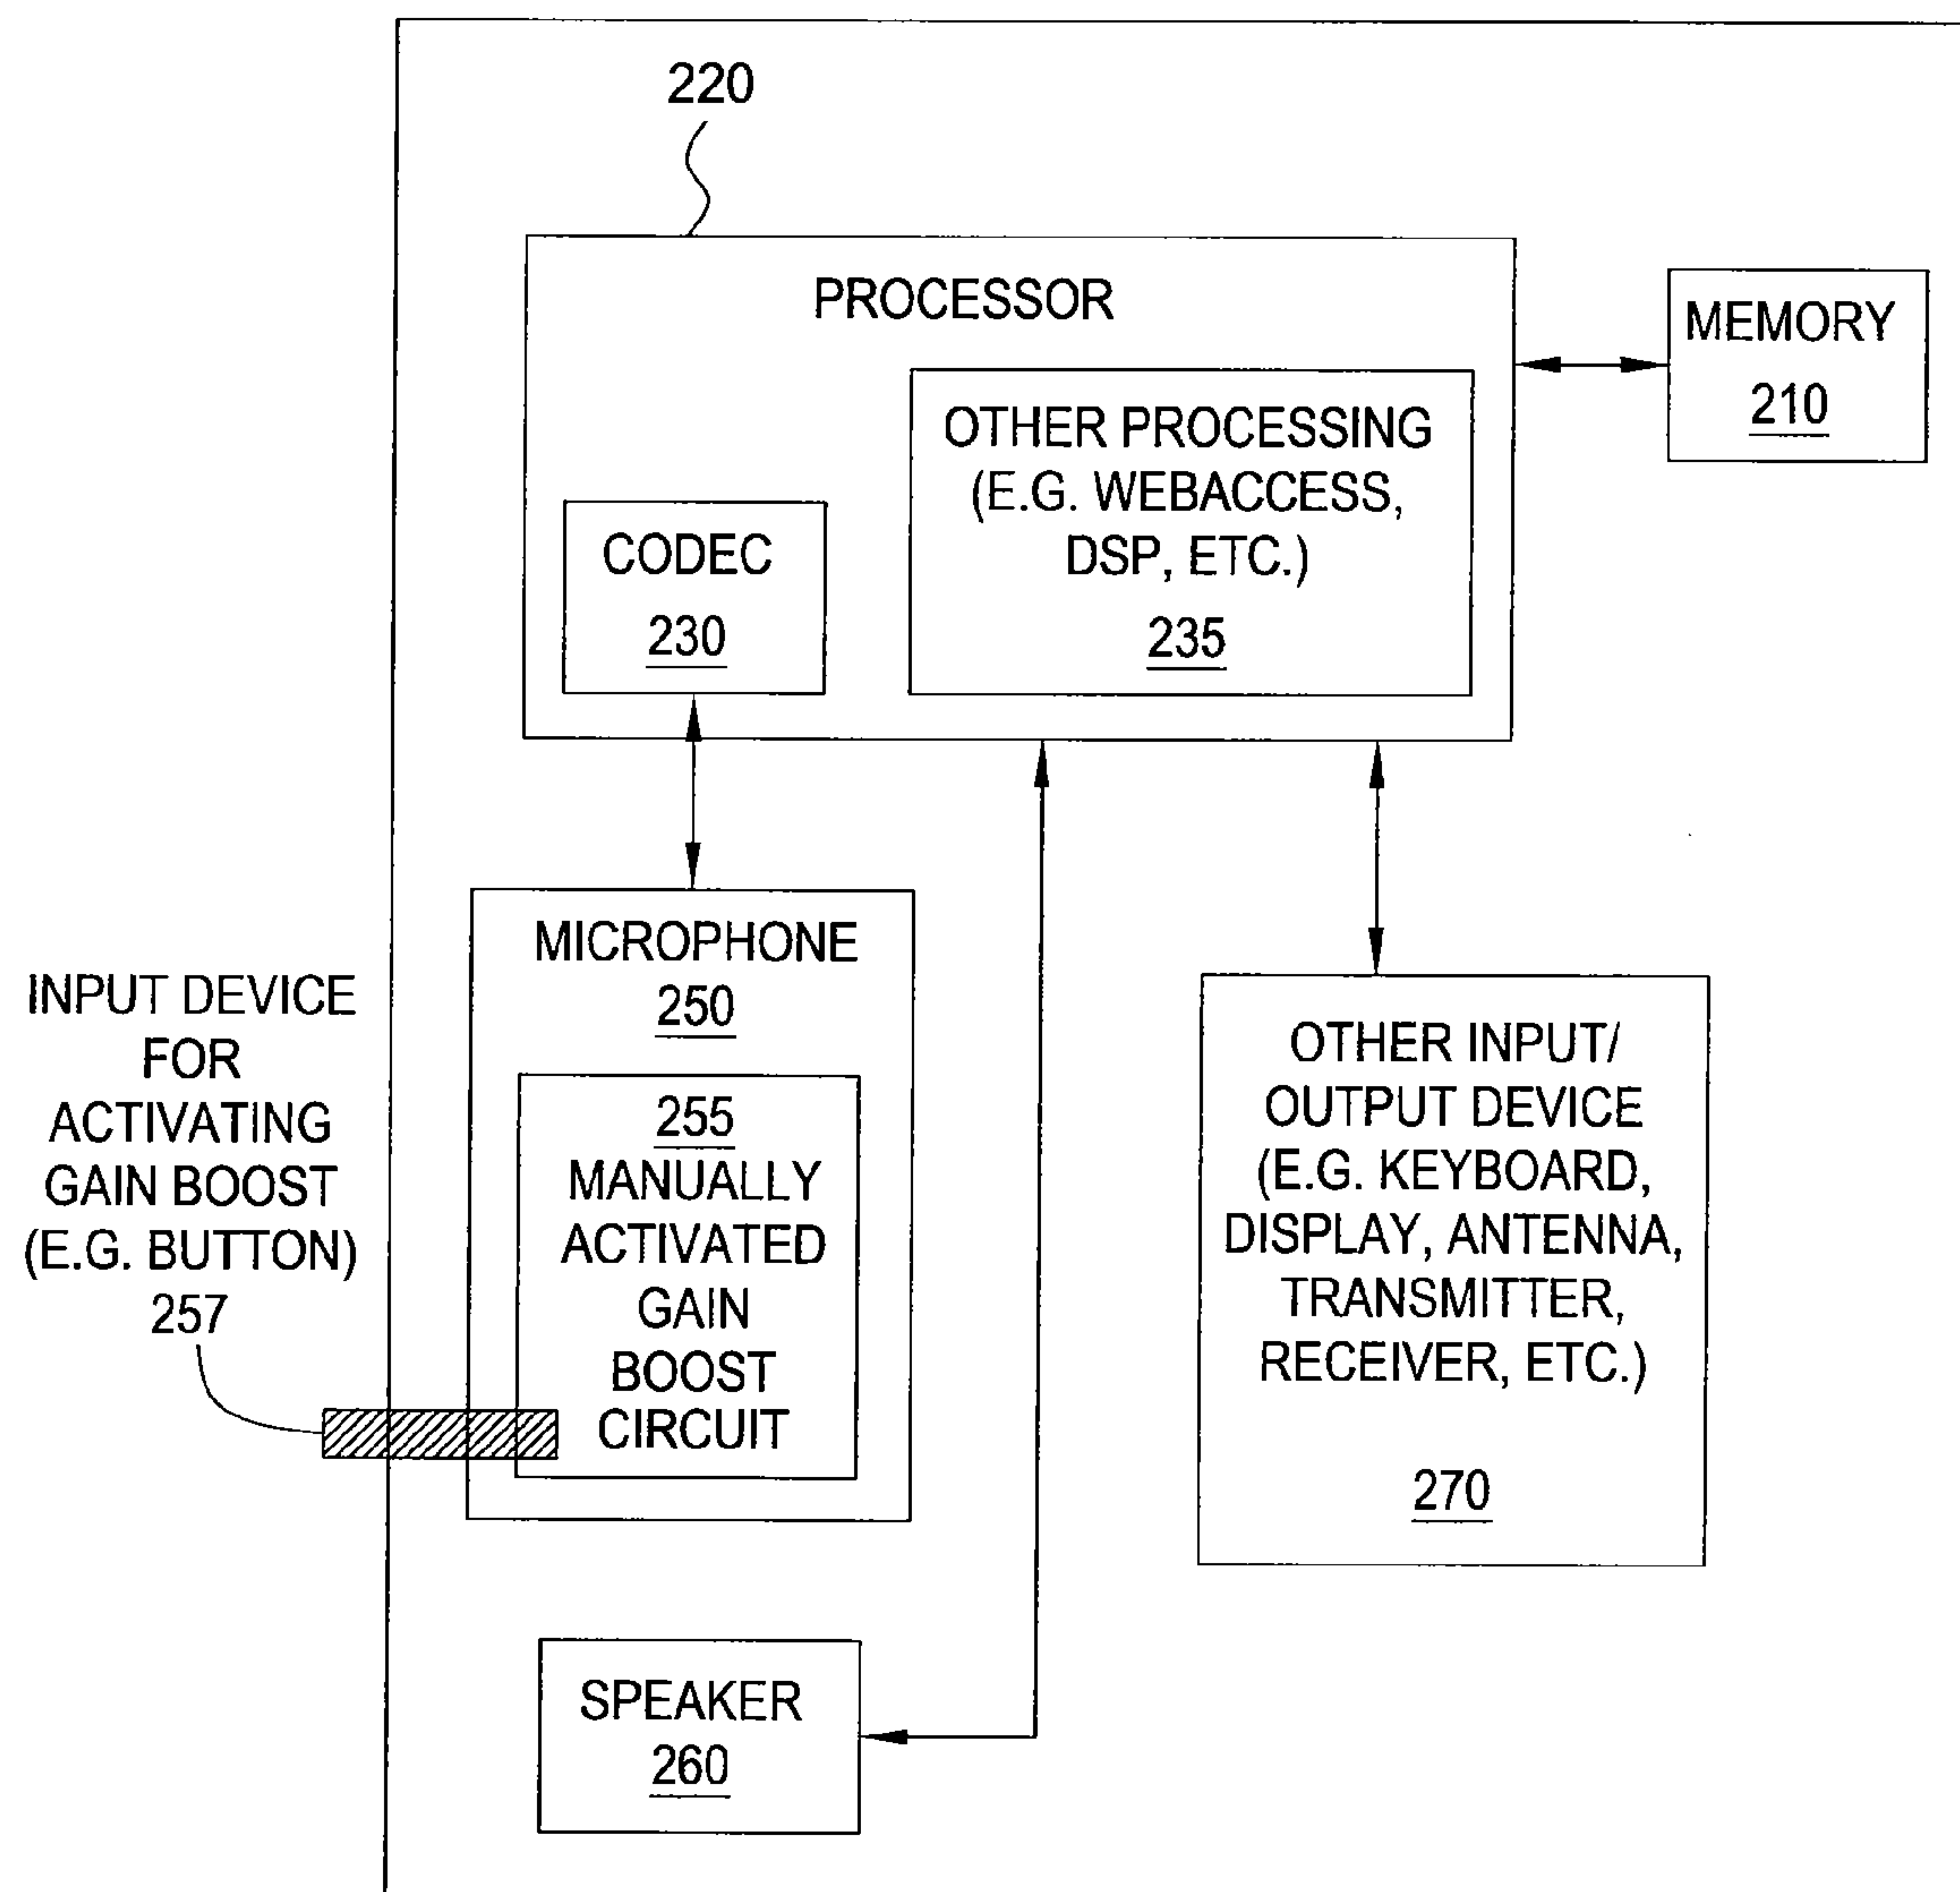 220
PROCESSOR
MEMORY
210
OTHER PROCESSING
(E.G. WEBACCESS,
DSP, ETC.)
235
CODEC
230
MICROPHONE
250
255
MANUALLY
ACTIVATED
GAIN
BOOST
CIRCUIT
INPUT DEVICE
FOR
ACTIVATING
GAIN BOOST
(E.G. BUTTON)
257
OTHER INPUT/
OUTPUT DEVICE
(E.G. KEYBOARD,
DISPLAY, ANTENNA,
TRANSMITTER,
RECEIVER, ETC.)
270
SPEAKER
260